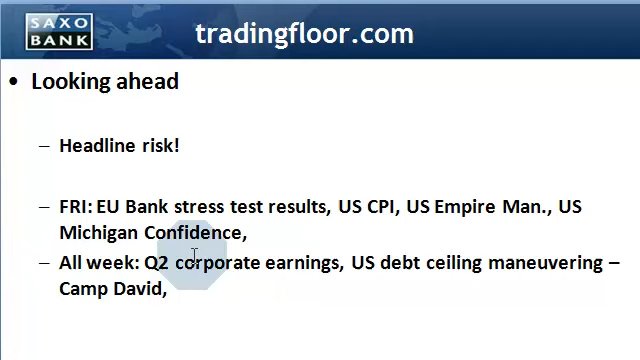 SAXO
BANK
tradingfloor.com
• Looking ahead
– Headline risk!
– FRI: EU Bank stress test results, US CPI, US Empire Man., US
Michigan Confidence,
– All week: Q2 corporate earnings, US debt ceiling maneuvering –
Camp David,